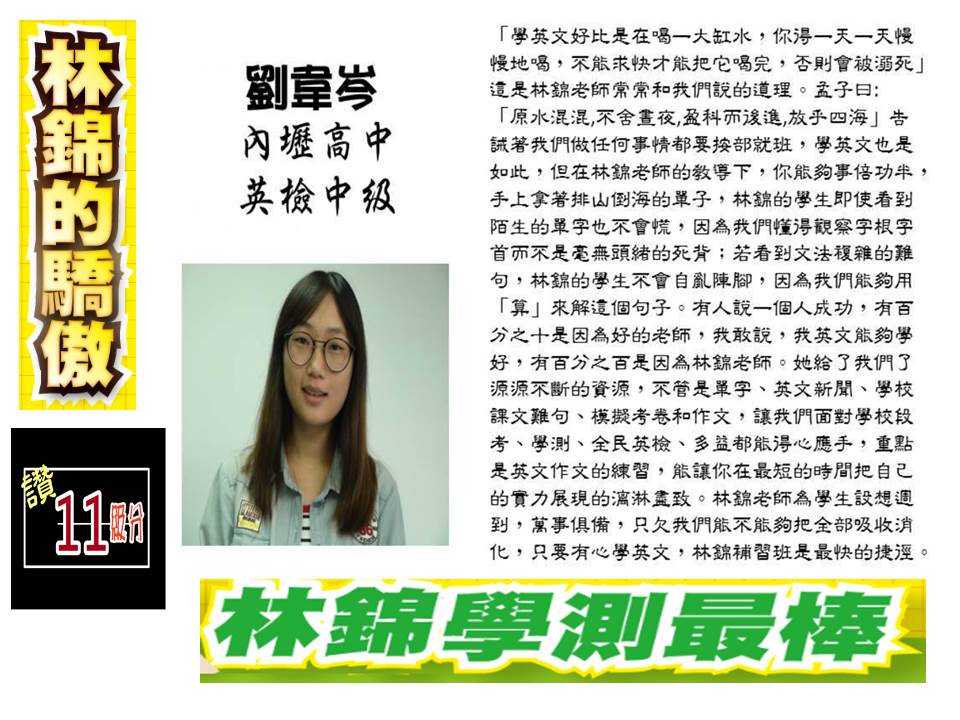 林錦的驕傲
讚
11
級分
劉韋岑
內壢高中
英檢中級
「學英文好比是在喝一大缸水，你得一天一天慢
慢地喝，不能求快才能把它喝完，否則會被溺死」
這是林錦老師常常和我們說的道理。孟子曰:
「原水混混,不舍晝夜,盈科而後進,放乎四海」告
誡著我們做任何事情都要按部就班，學英文也是
如此，但在林錦老師的教導下，你能夠事倍功半，
手上拿著排山倒海的單子，林錦的學生即使看到
陌生的單字也不會慌，因為我們懂得觀察字根字
首而不是毫無頭緒的死背；若看到文法複雜的難
句，林錦的學生不會自亂陳腳，因為我們能夠用
「算」來解這個句子。有人說一個人成功，有百
分之十是因為好的老師，我敢說，我英文能夠學
好，有百分之百是因為林錦老師。她給了我們了
源源不斷的資源，不管是單字、英文新聞、學校
課文難句、模擬考卷和作文，讓我們面對學校段
考、學測、全民英檢、多益都能得心應手，重點
是英文作文的練習，能讓你在最短的時間把自己
的實力展現的漓淋盡致。林錦老師為學生設想週
到，萬事俱備，只欠我們能不能夠把全部吸收消
化，只要有心學英文，林錦補習班是最快的捷徑。
林錦學測最棒